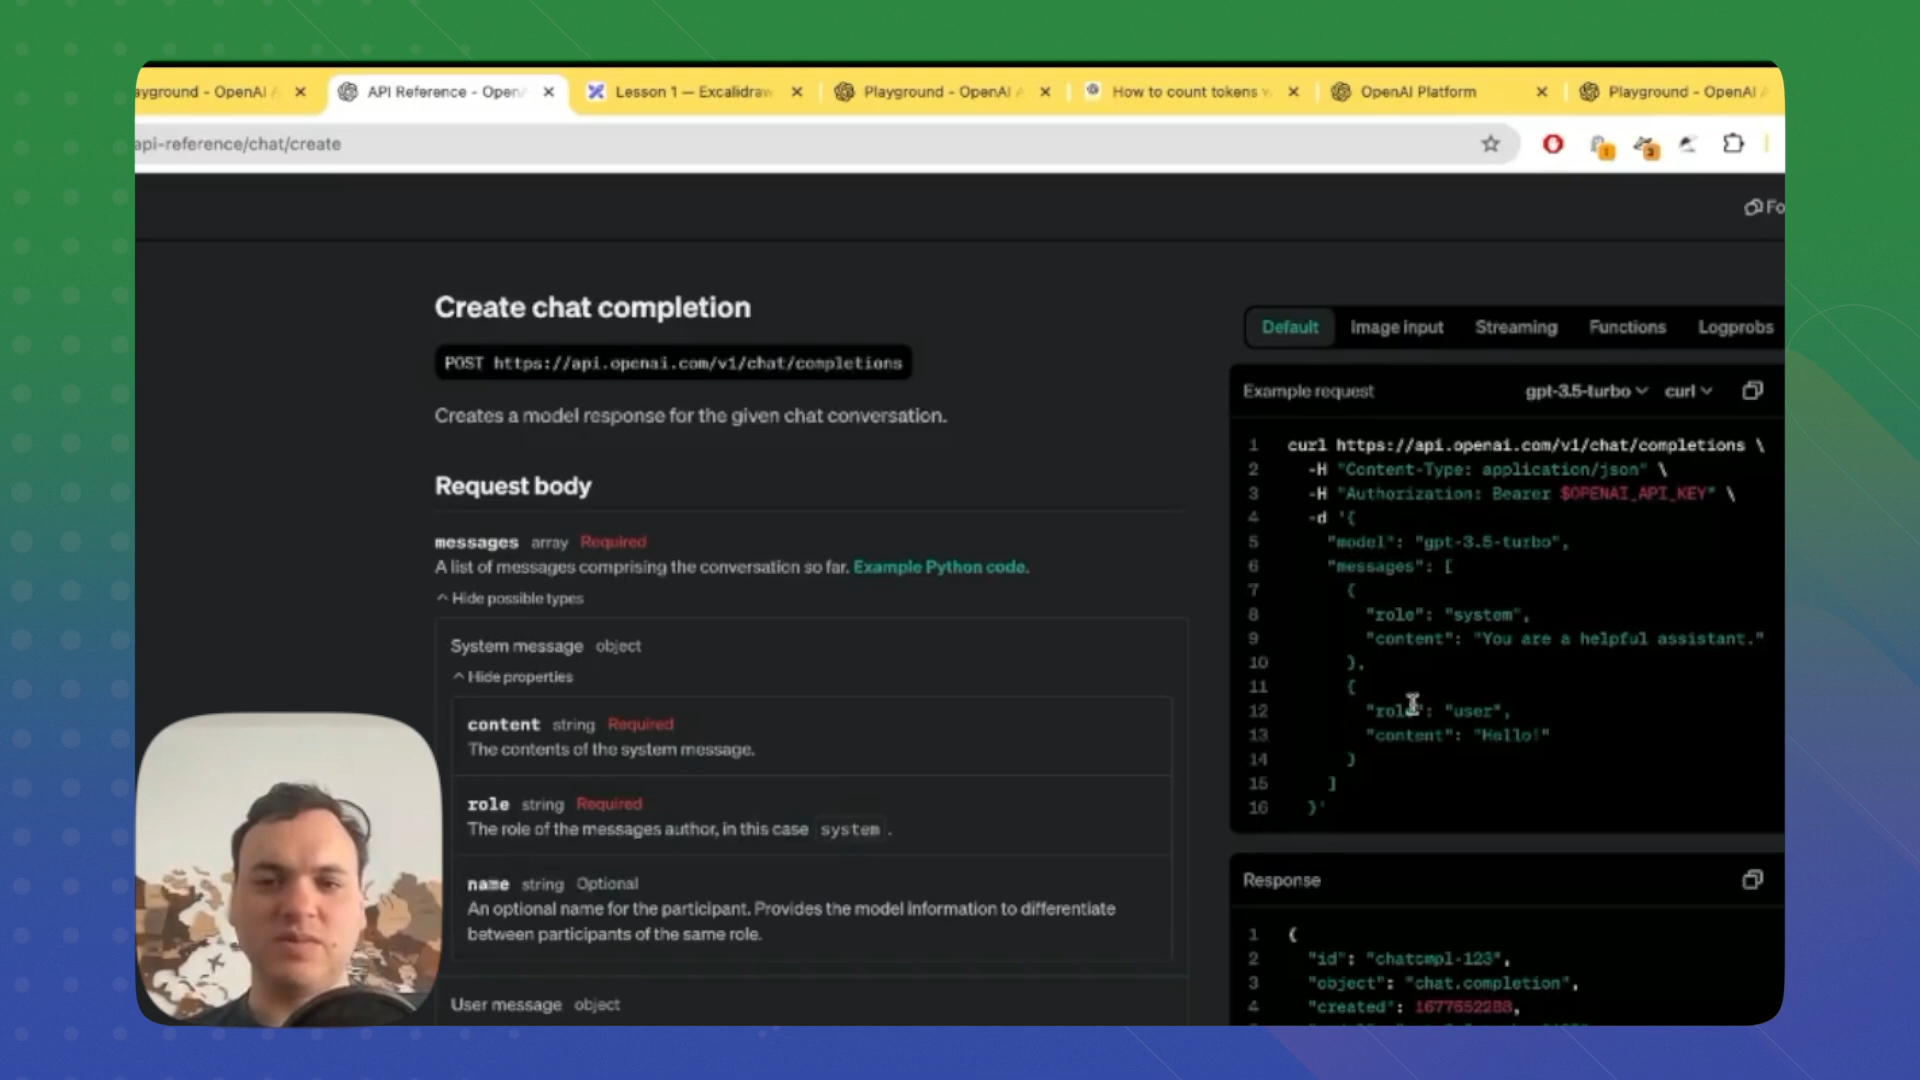 ayground - OpenAI
API Reference - Open
Lesson 1 — Excalidraw
Playground - OpenAI
How to count tokens
OpenAI Platform
Playground - OpenAI
api-reference/chat/create
Fo
Create chat completion
POST https://api.openai.com/v1/chat/completions
Creates a model response for the given chat conversation.
Request body
messages array Required
A list of messages comprising the conversation so far. Example Python code.
Hide possible types
System message object
Hide properties
content string Required
The contents of the system message.
role string Required
The role of the messages author, in this case system .
name string Optional
An optional name for the participant. Provides the model information to differentiate
between participants of the same role.
User message object
Default Image input Streaming Functions Logprobs
Example request gpt-3.5-turbo curl
1 curl https://api.openai.com/v1/chat/completions \
2 -H "Content-Type: application/json" \
3 -H "Authorization: Bearer $OPENAI_API_KEY" \
4 -d '{
5 "model": "gpt-3.5-turbo",
6 "messages": [
7 {
8 "role": "system",
9 "content": "You are a helpful assistant."
10 },
11 {
12 "role": "user",
13 "content": "Hello!"
14 }
15 ]
16 }'
Response
1 {
2 "id": "chatcmpl-123",
3 "object": "chat.completion",
4 "created": 1677652288,